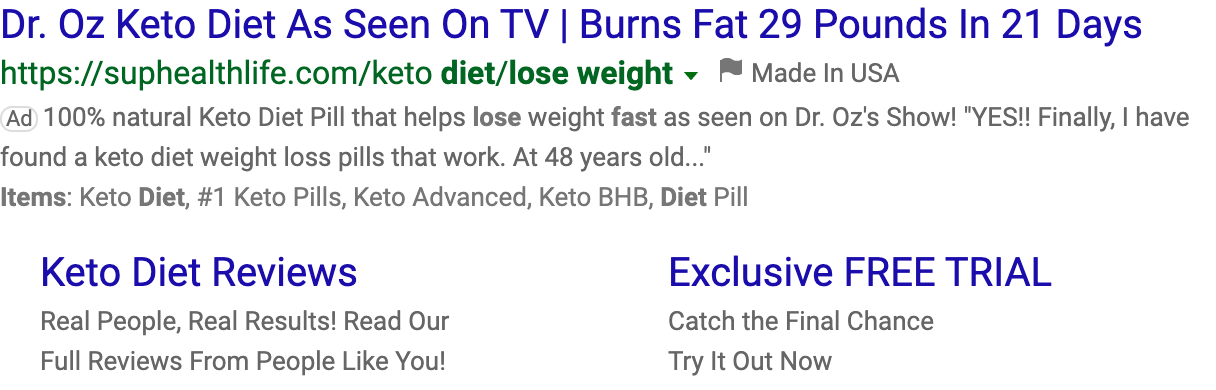 Dr. Oz Keto Diet As Seen On TV | Burns Fat 29 Pounds In 21 Days
https://suphealthlife.com/keto diet/lose weight Made In USA
Ad 100% natural Keto Diet Pill that helps lose weight fast as seen on Dr. Oz's Show! "YES!! Finally, I have
found a keto diet weight loss pills that work. At 48 years old..."
Items: Keto Diet, #1 Keto Pills, Keto Advanced, Keto BHB, Diet Pill
Keto Diet Reviews
Real People, Real Results! Read Our
Full Reviews From People Like You!
Exclusive FREE TRIAL
Catch the Final Chance
Try It Out Now